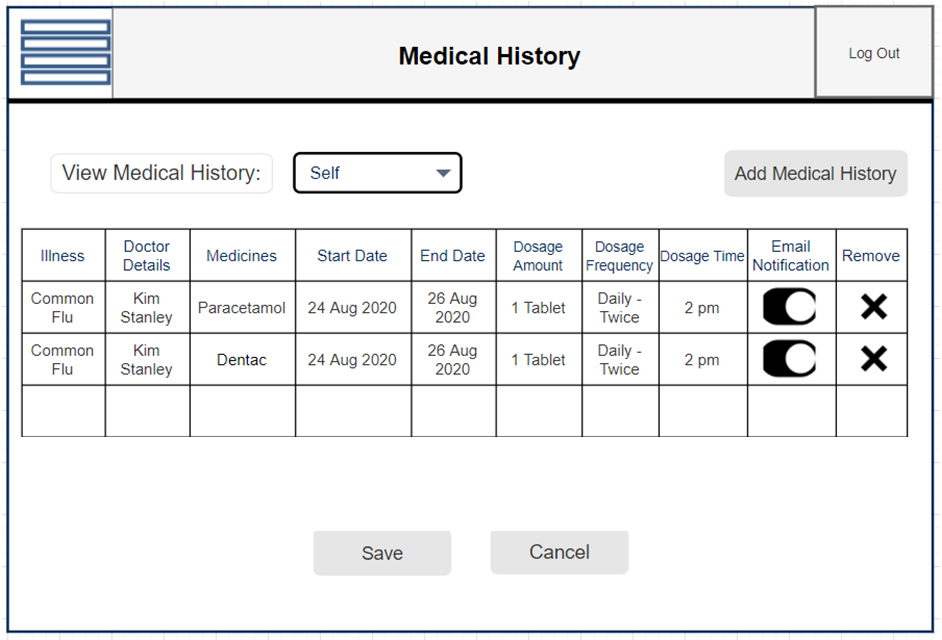 Medical History
Log Out
View Medical History:
Self
Add Medical History
Illness
Doctor
Details
Medicines
Start Date
End Date
Dosage
Amount
Dosage
Frequency
Dosage Time
Email
Notification
Remove
Common
Flu
Kim
Stanley
Paracetamol
24 Aug 2020
26 Aug
2020
1 Tablet
Daily -
Twice
2 pm
Common
Flu
Kim
Stanley
Dentac
24 Aug 2020
26 Aug
2020
1 Tablet
Daily -
Twice
2 pm
Save
Cancel